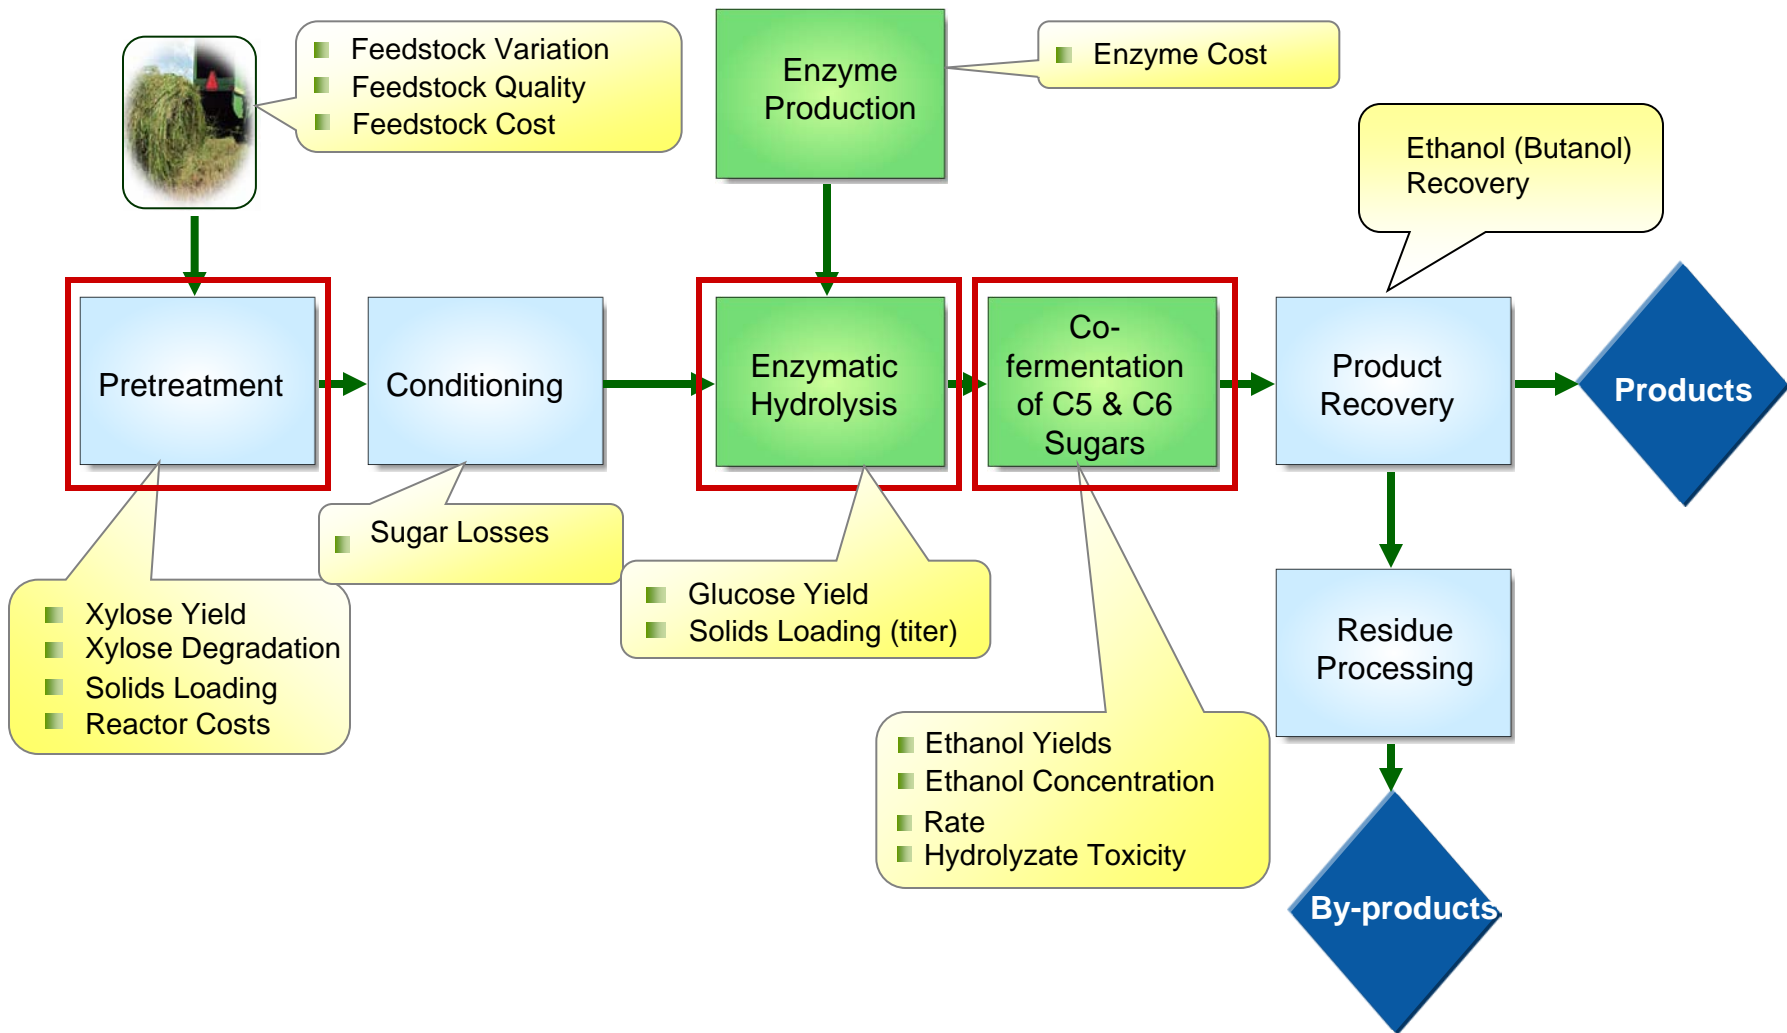 Feedstock Variation
Feedstock Quality
Feedstock Cost
Enzyme
Production
Enzyme Cost
Ethanol (Butanol)
Recovery
Pretreatment
Conditioning
Enzymatic
Hydrolysis
Co-
fermentation
of C5 & C6
Sugars
Product
Recovery
Products
Xylose Yield
Xylose Degradation
Solids Loading
Reactor Costs
Sugar Losses
Glucose Yield
Solids Loading (titer)
Ethanol Yields
Ethanol Concentration
Rate
Hydrolyzate Toxicity
Residue
Processing
By-products